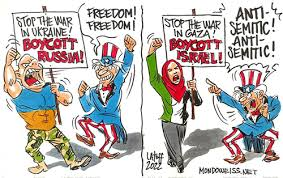 STOP THE WAR
IN UKRAINE!
BOYCOTT
RUSSIA!
FREEDOM!
FREEDOM!
STOP THE WAR
IN GAZA!
BOYCOTT
ISRAEL!
ANTI-
SEMITIC!
ANTI-
SEMITIC!
LATUFF
2022
MONDOWEISS.NET